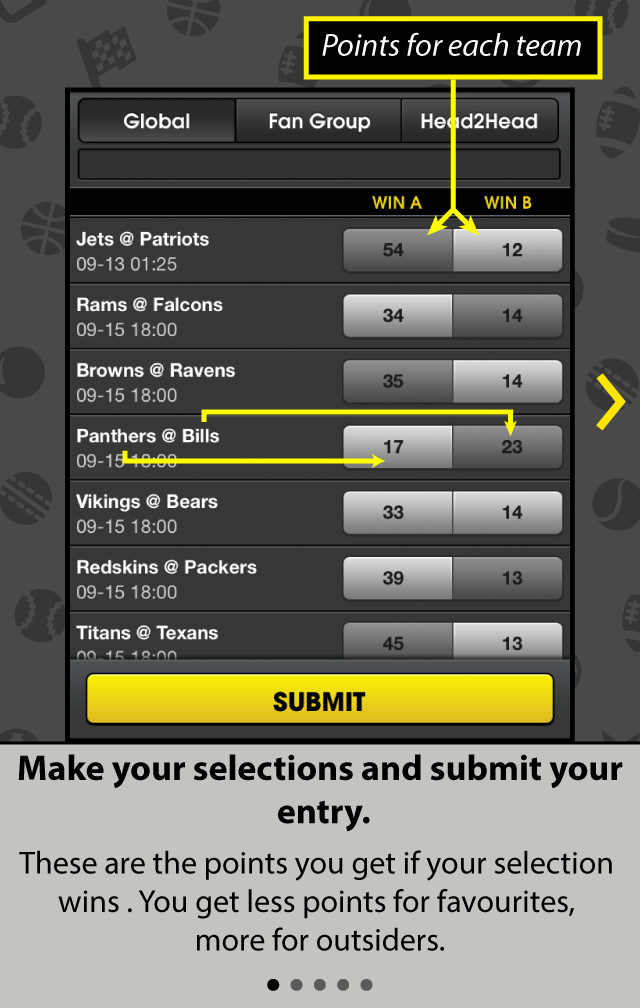 Points for each team
Global Fan Group Head2Head
WIN A WIN B
Jets @ Patriots
09-13 01:25
54 12
Rams @ Falcons
09-15 18:00
34 14
Browns @ Ravens
09-15 18:00
35 14
Panthers @ Bills
09-15 18:00
17 23
Vikings @ Bears
09-15 18:00
33 14
Redskins @ Packers
09-15 18:00
39 13
Titans @ Texans
09-15 18:00
45 13
SUBMIT
Make your selections and submit your
entry.
These are the points you get if your selection
wins . You get less points for favourites,
more for outsiders.